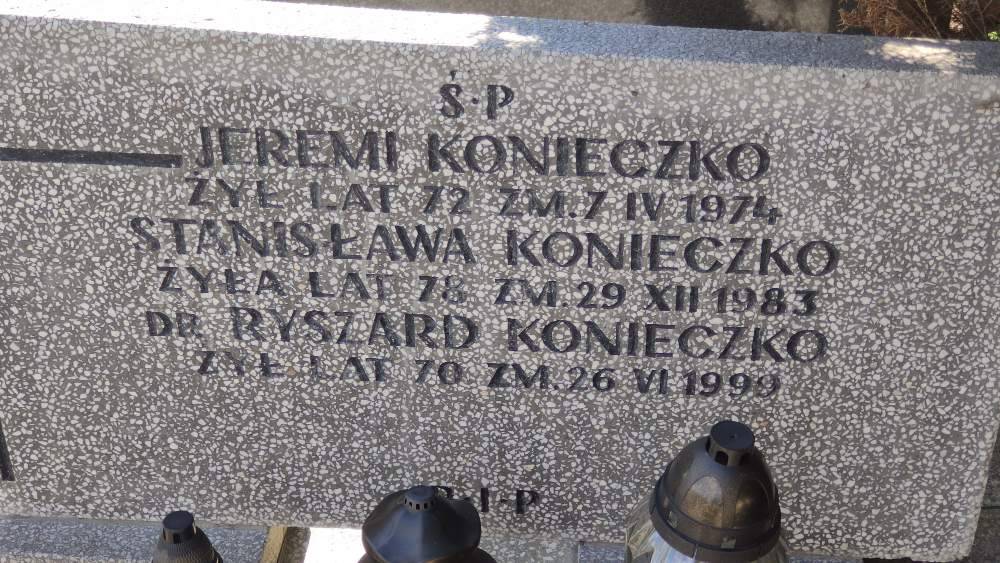 Ś.P
JEREMI KONIECZKO
ŻYŁ LAT 72 ZM.7 IV 1974
STANISŁAWA KONIECZKO
ŻYŁA LAT 78 ZM.29 XII 1983
DR. RYSZARD KONIECZKO
ŻYŁ LAT 70 ZM.26 VI 1999
R·I·P